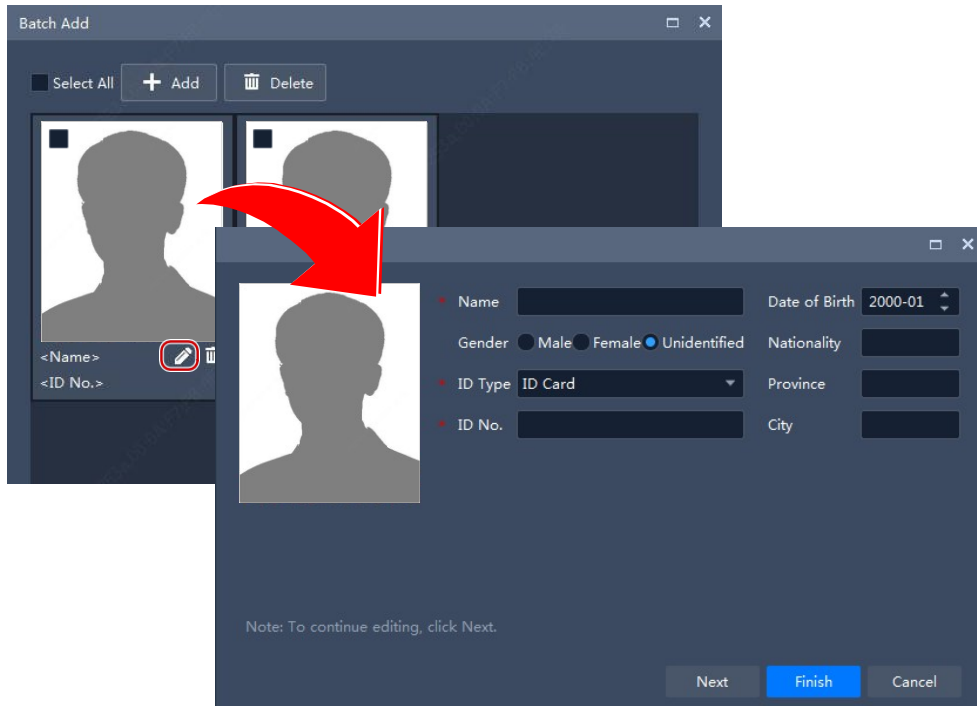 Batch Add
Select All
Add
Delete
<Name>
<ID No.>
* Name
Date of Birth 2000-01
Gender Male Female Unidentified
Nationality
* ID Type ID Card
Province
* ID No.
City
Note: To continue editing, click Next.
Next
Finish
Cancel